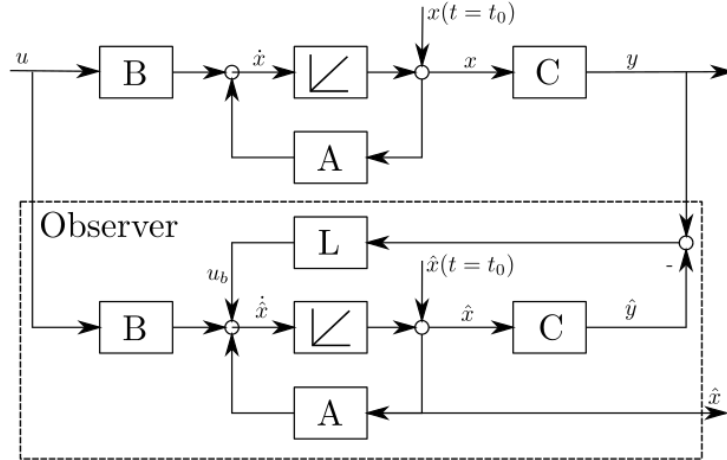 x(t = t₀)
u
B
ẋ
x
C
y
A
Observer
L
u_b
x̂(t = t₀)
B
ẋ̂
x̂
C
ŷ
-
A
x̂